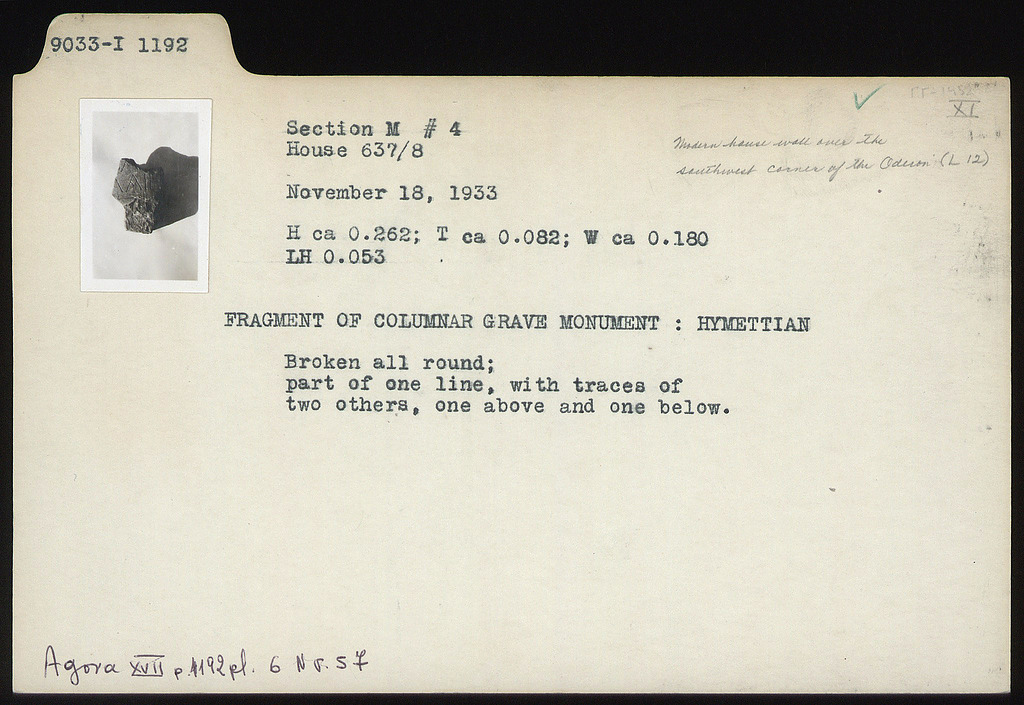 9033-I 1192
XI
Section M # 4
House 637/8
Modern house wall over the
southwest corner of the Odeion (L 12)
November 18, 1933
H ca 0.262; T ca 0.082; W ca 0.180
LH 0.053
FRAGMENT OF COLUMNAR GRAVE MONUMENT : HYMETTIAN
Broken all round;
part of one line, with traces of
two others, one above and one below.
Agora XVII p. 1192 pl. 6 Nr. 57